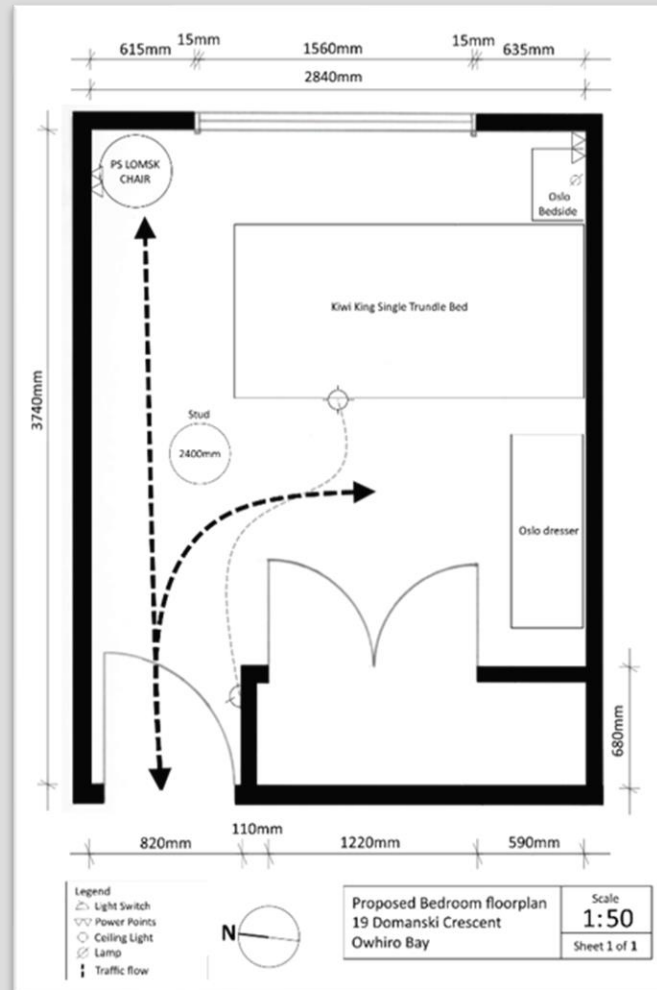 615mm
15mm
1560mm
15mm
635mm
2840mm
PS LOMSK
CHAIR
Oslo
Bedside
Kiwi King Single Trundle Bed
3740mm
Stud
2400mm
Oslo dresser
680mm
820mm
110mm
1220mm
590mm
Legend
Light Switch
Power Points
Ceiling Light
Lamp
Traffic flow
N
Proposed Bedroom floorplan
19 Domanski Crescent
Owhiro Bay
Scale
1:50
Sheet 1 of 1